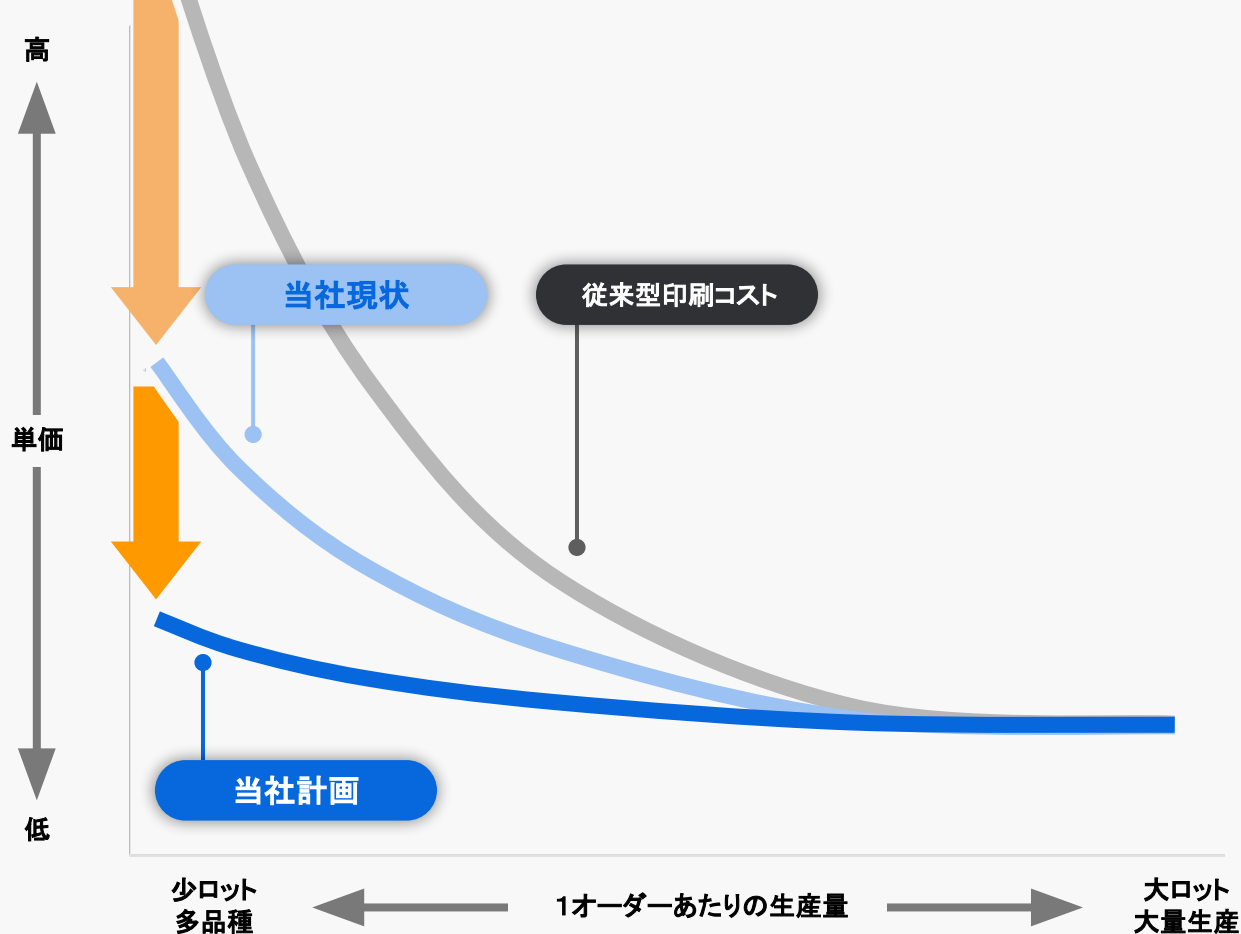 高
当社現状
従来型印刷コスト
単価
当社計画
低
少ロット
多品種
1オーダーあたりの生産量
大ロット
大量生産